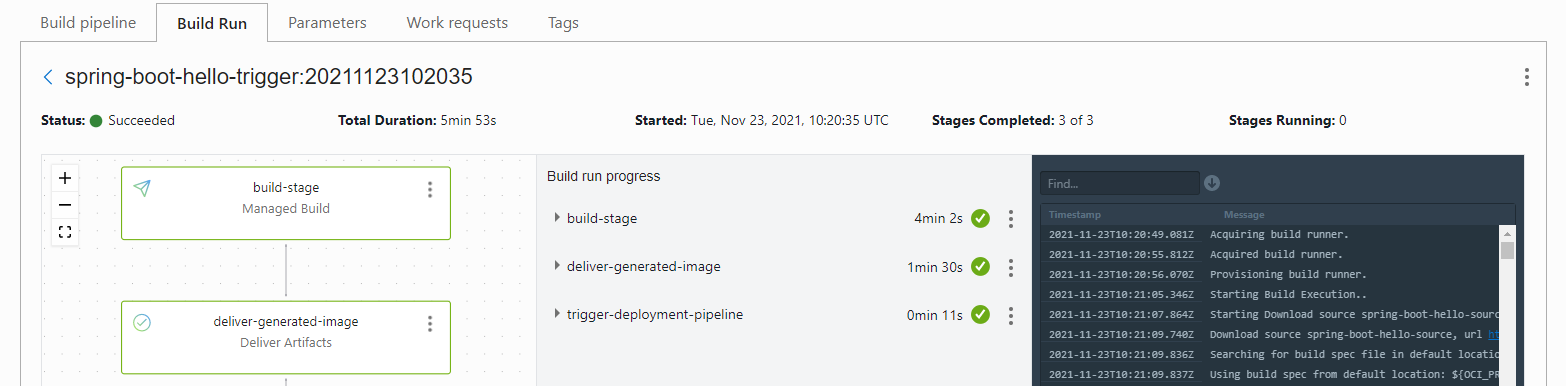 Build pipeline Build Run Parameters Work requests Tags
spring-boot-hello-trigger:20211123102035
Status: Succeeded Total Duration: 5min 53s Started: Tue, Nov 23, 2021, 10:20:35 UTC Stages Completed: 3 of 3 Stages Running: 0
build-stage
Managed Build
deliver-generated-image
Deliver Artifacts
Build run progress
build-stage 4min 2s
deliver-generated-image 1min 30s
trigger-deployment-pipeline 0min 11s
Find...
Timestamp Message
2021-11-23T10:20:49.081Z Acquiring build runner.
2021-11-23T10:20:55.812Z Acquired build runner.
2021-11-23T10:20:56.070Z Provisioning build runner.
2021-11-23T10:21:05.346Z Starting Build Execution..
2021-11-23T10:21:07.864Z Starting Download source spring-boot-hello-sourc
2021-11-23T10:21:09.740Z Download source spring-boot-hello-source, url ht
2021-11-23T10:21:09.836Z Searching for build spec file in default locatio
2021-11-23T10:21:09.837Z Using build spec from default location: ${OCI_PR